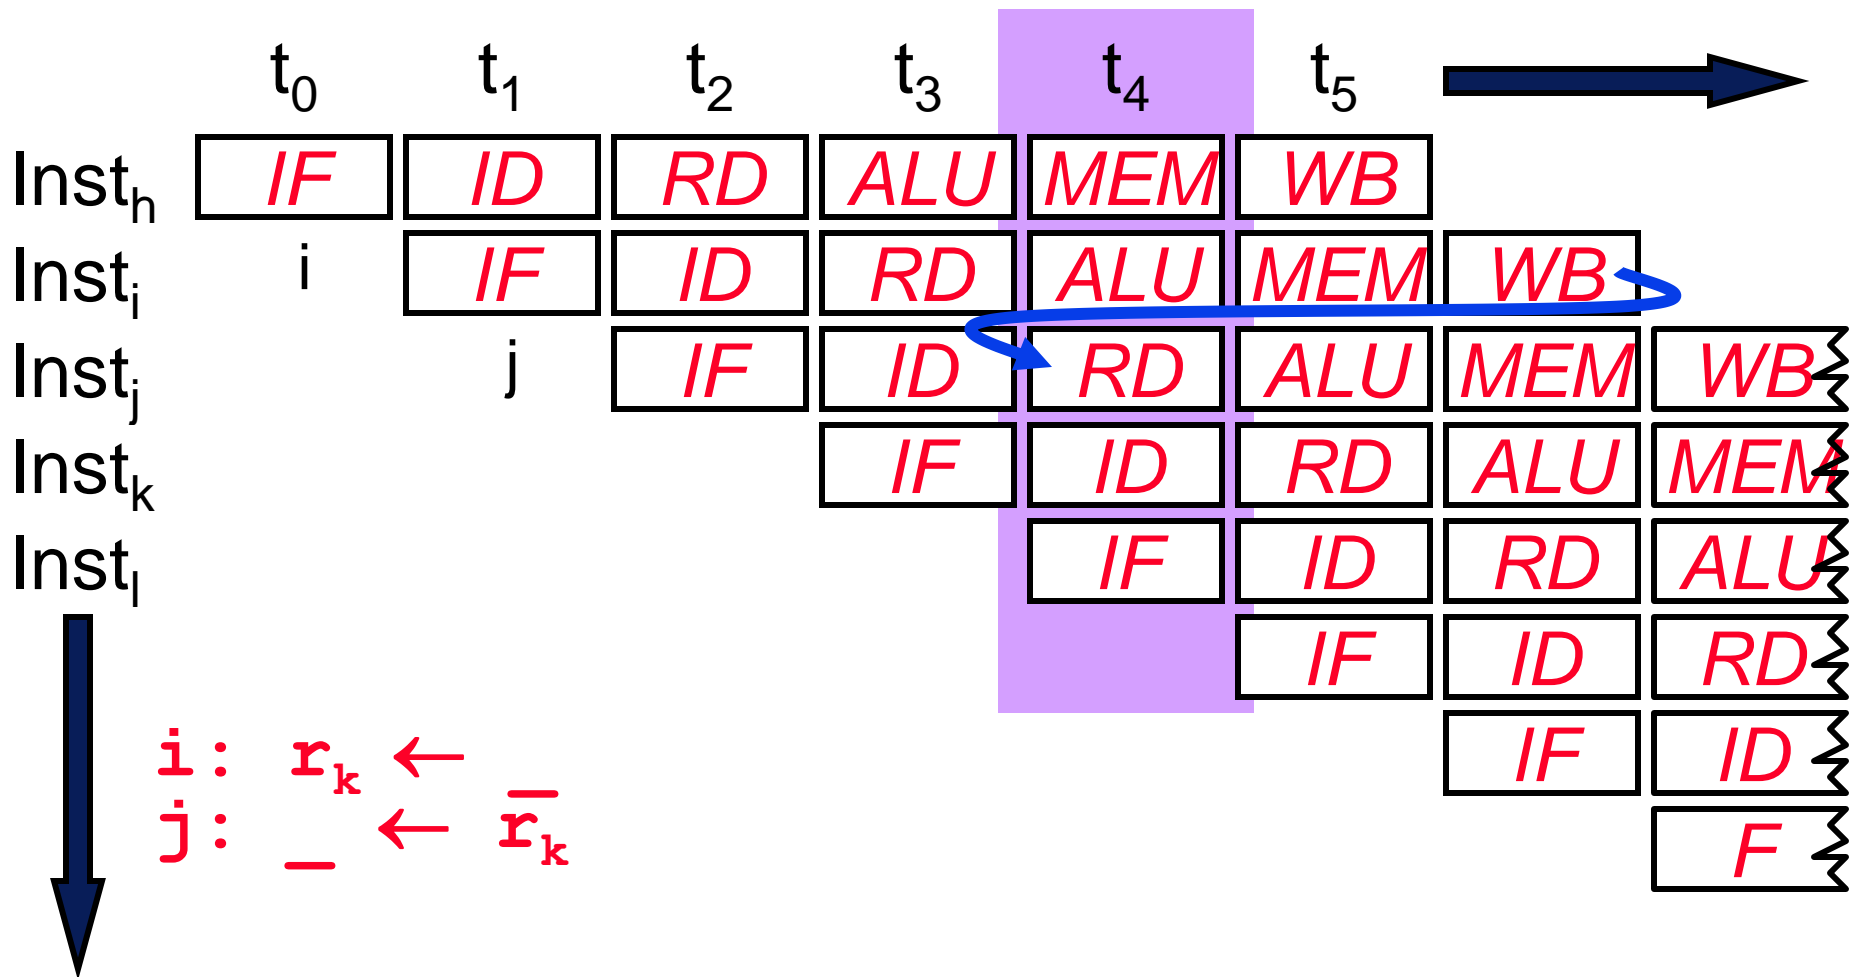 t0 t1 t2 t3 t4 t5
Insth IF ID RD ALU MEM WB
Insti i IF ID RD ALU MEM WB
Instj j IF ID RD ALU MEM WB
Instk IF ID RD ALU MEM
Instl IF ID RD ALU
IF ID RD
i: rk ← _ IF ID
j: _ ← rk F